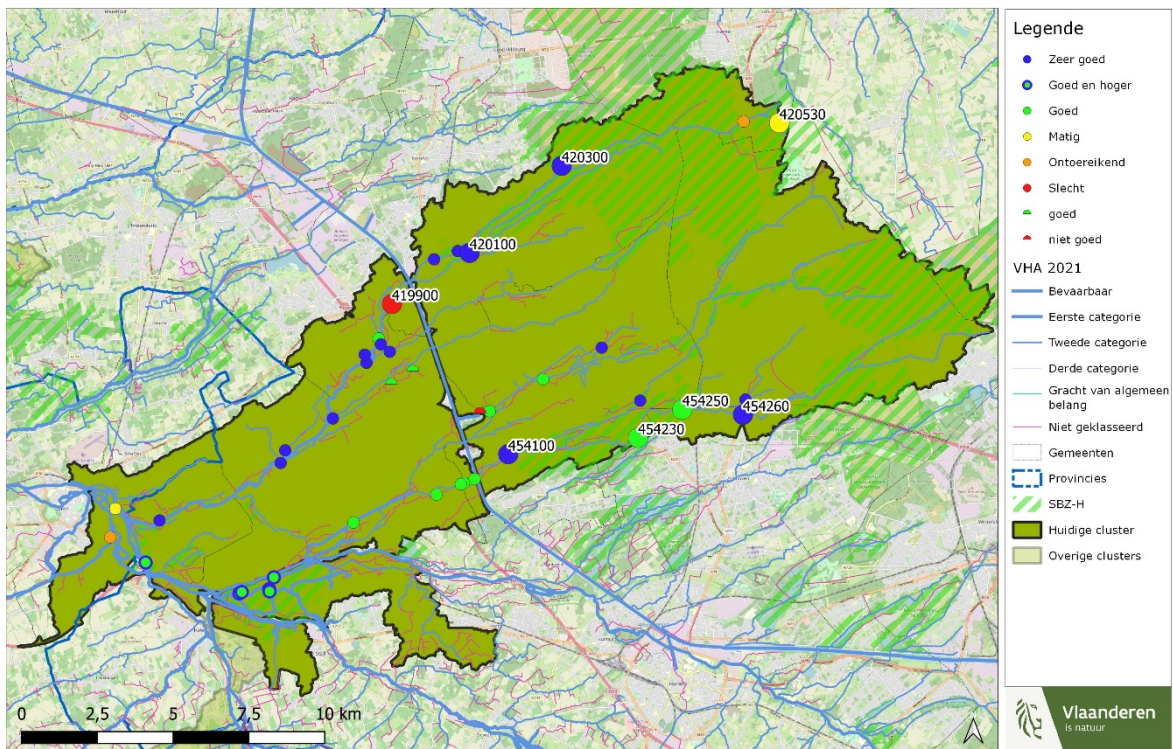 420530
420300
420100
419900
454250
454260
454230
454100
0 2,5 5 7,5 10 km
Legende
Zeer goed
Goed en hoger
Goed
Matig
Ontoereikend
Slecht
goed
niet goed
VHA 2021
Bevaarbaar
Eerste categorie
Tweede categorie
Derde categorie
Gracht van algemeen
belang
Niet geklasseerd
Gemeenten
Provincies
SBZ-H
Huidige cluster
Overige clusters
Vlaanderen
is natuur